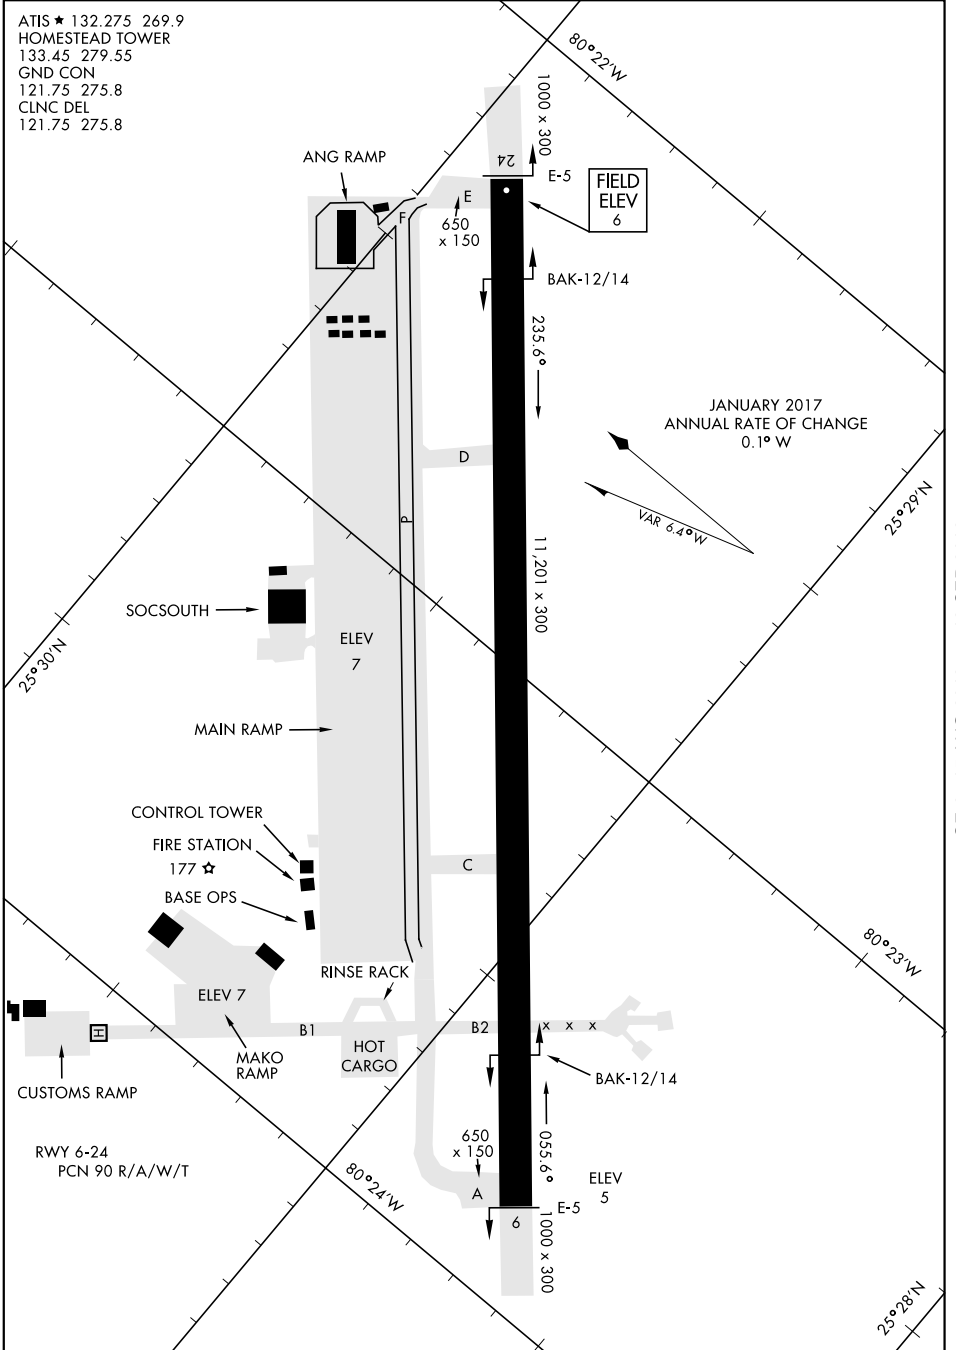 ATIS ★ 132.275 269.9
HOMESTEAD TOWER
133.45 279.55
GND CON
121.75 275.8
CLNC DEL
121.75 275.8
80°22'W
1000 x 300
ANG RAMP
24
E-5
FIELD
ELEV
6
E
F
650
x 150
BAK-12/14
235.6°
JANUARY 2017
ANNUAL RATE OF CHANGE
0.1° W
VAR 6.4° W
25°29'N
D
P
11,201 x 300
SOCSOUTH
ELEV
7
25°30'N
MAIN RAMP
CONTROL TOWER
FIRE STATION
177
BASE OPS
C
80°23'W
RINSE RACK
ELEV 7
H
B1
B2
x x x
HOT
CARGO
MAKO
RAMP
BAK-12/14
CUSTOMS RAMP
RWY 6-24
PCN 90 R/A/W/T
650
x 150
055.6°
80°24'W
A
ELEV
5
E-5
6
1000 x 300
25°28'N